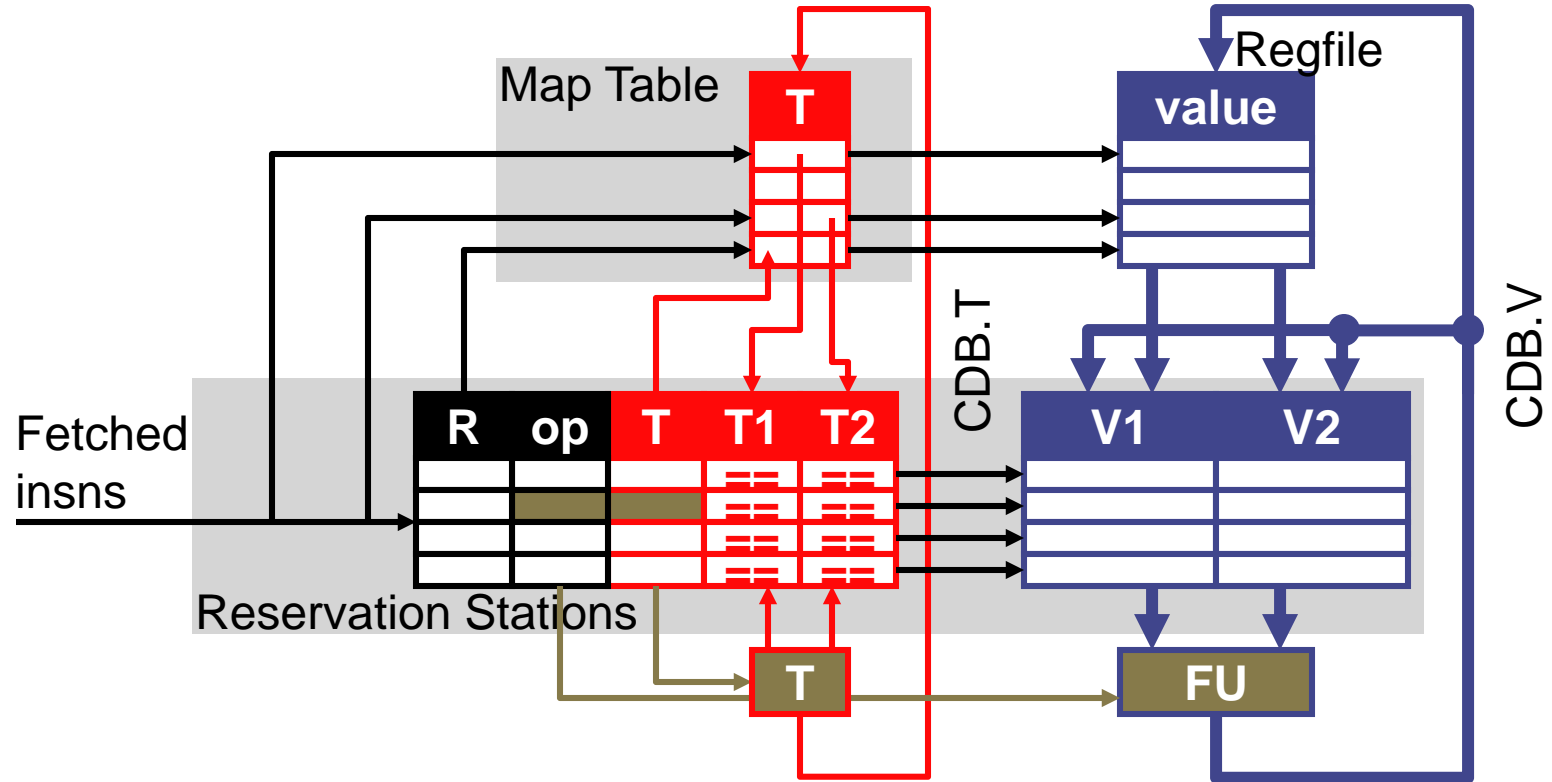 Regfile
Map Table
T
value
CDB.T
CDB.V
R op T T1 T2 V1 V2
Fetched
insns
== ==
== ==
== ==
== ==
Reservation Stations
T
FU